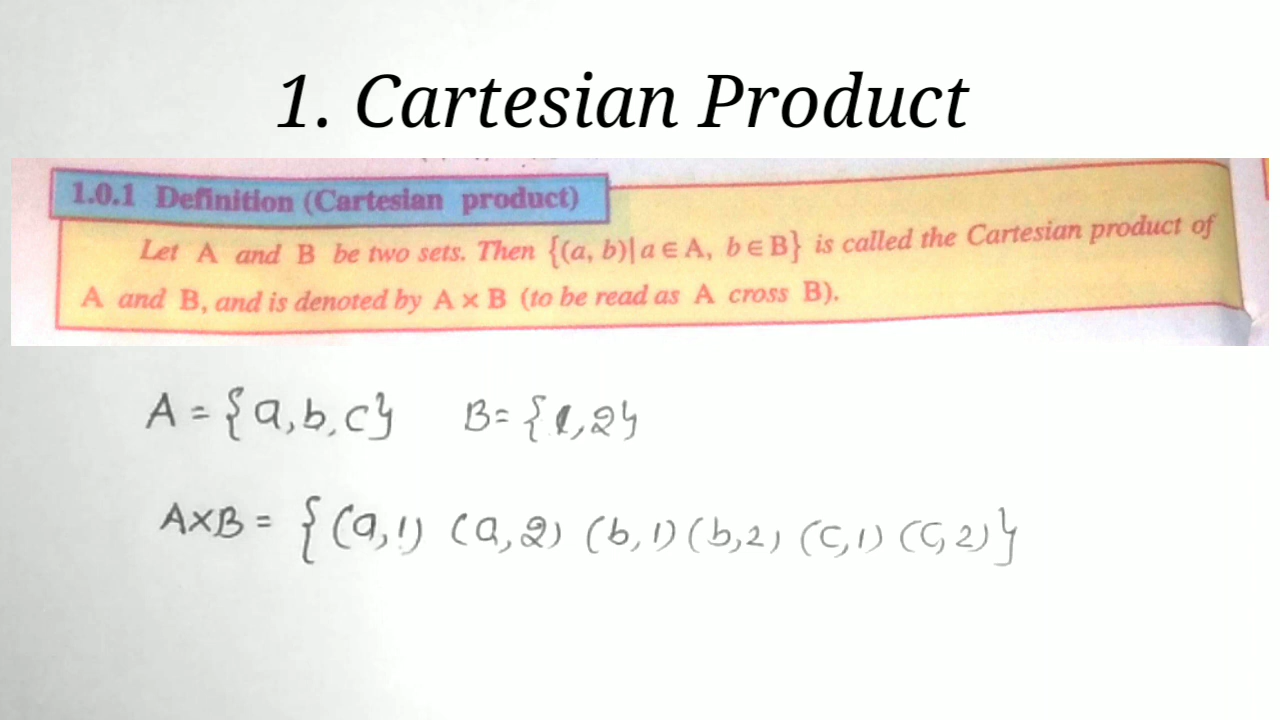 1. Cartesian Product
1.0.1 Definition (Cartesian product)
Let A and B be two sets. Then {(a, b)| a ∈ A, b ∈ B} is called the Cartesian product of
A and B, and is denoted by A × B (to be read as A cross B).
A = {a, b, c} B = {1, 2}
A×B = {(a, 1) (a, 2) (b, 1) (b, 2) (c, 1) (c, 2)}